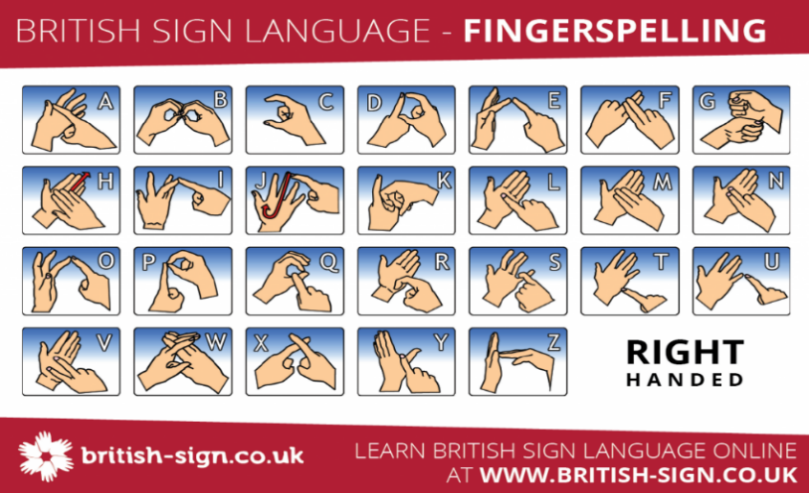 BRITISH SIGN LANGUAGE - FINGERSPELLING
A B C D E F G
H I J K L M N
O P Q R S T U
V W X Y Z
RIGHT
HANDED
british-sign.co.uk
LEARN BRITISH SIGN LANGUAGE ONLINE
AT WWW.BRITISH-SIGN.CO.UK